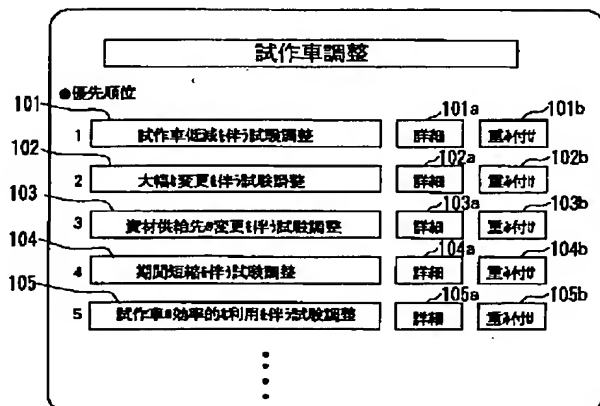 試作車調整
●優先順位
101 101a 101b
1 試作車低減を伴う試験調整 詳細 重み付け
102 102a 102b
2 大幅な変更を伴う試験調整 詳細 重み付け
103 103a 103b
3 資材供給先の変更を伴う試験調整 詳細 重み付け
104 104a 104b
4 期間短縮を伴う試験調整 詳細 重み付け
105 105a 105b
5 試作車の効率的な利用を伴う試験調整 詳細 重み付け